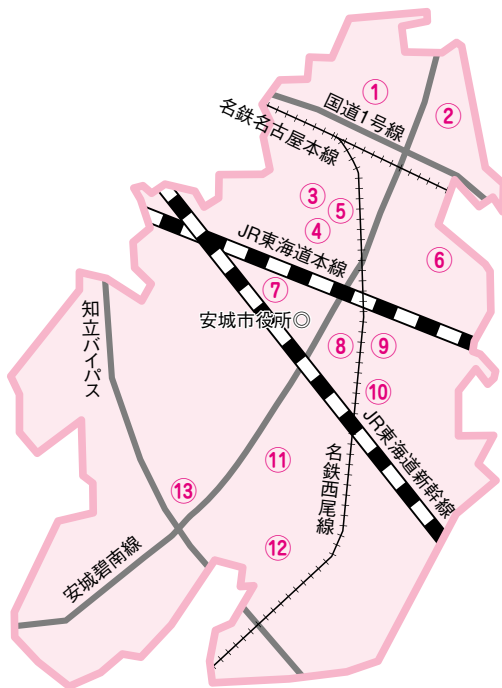 ①
国道1号線
②
名鉄名古屋本線
③
⑤
④
JR東海道本線
⑥
⑦
知立バイパス
安城市役所◎
⑧
⑨
⑩
JR東海道新幹線
⑪
名鉄西尾線
⑬
⑫
安城碧南線